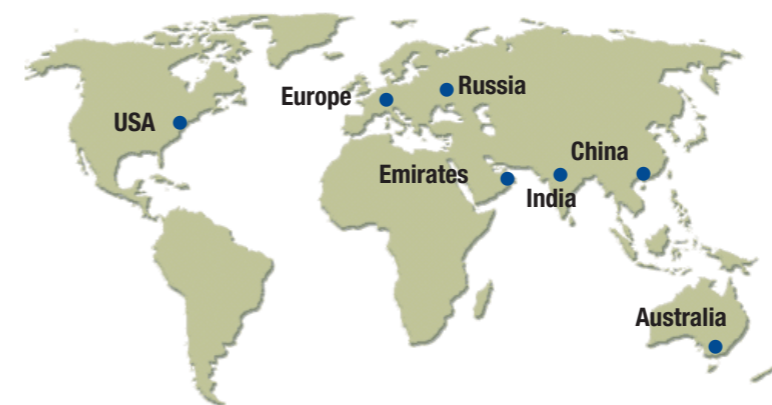 Russia
Europe
USA
China
Emirates
India
Australia